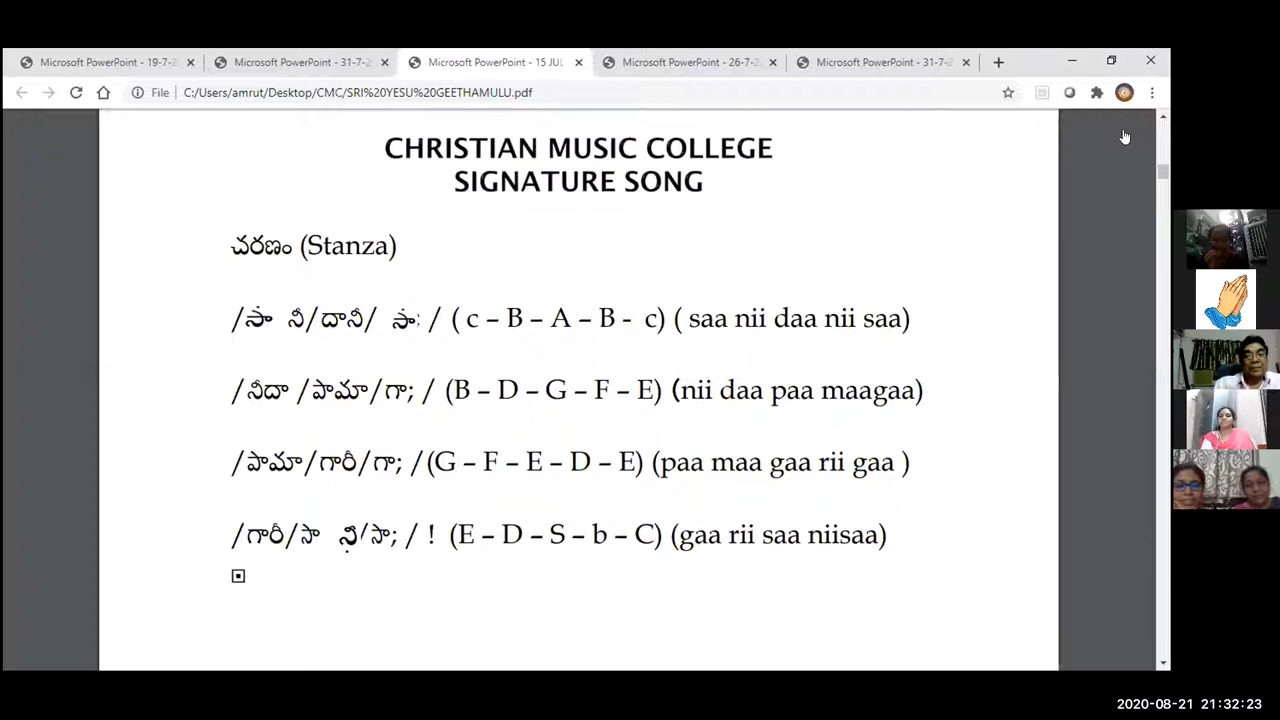 Microsoft PowerPoint - 19-7-2
Microsoft PowerPoint - 31-7-2
Microsoft PowerPoint - 15 JUL
Microsoft PowerPoint - 26-7-2
Microsoft PowerPoint - 31-7-2
File | C:/Users/amrut/Desktop/CMC/SRI%20YESU%20GEETHAMULU.pdf
CHRISTIAN MUSIC COLLEGE
SIGNATURE SONG
చరణం (Stanza)
/సా నీ/దానీ/ సా; / ( c – B – A – B - c) ( saa nii daa nii saa)
/నీదా /పామా/గా; / (B – D – G – F – E) (nii daa paa maagaa)
/పామా/గారీ/గా; /(G – F – E – D – E) (paa maa gaa rii gaa )
/గారీ/సా ని/సా; / ! (E – D – S – b – C) (gaa rii saa niisaa)
2020-08-21 21:32:23